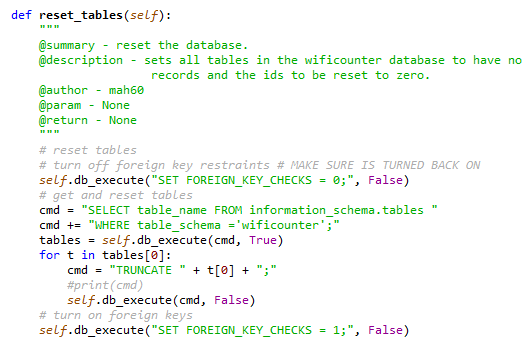 def reset_tables(self):
    """
    @summary - reset the database.
    @description - sets all tables in the wificounter database to have no
                   records and the ids to be reset to zero.
    @author - mah60
    @param - None
    @return - None
    """
    # reset tables
    # turn off foreign key restraints # MAKE SURE IS TURNED BACK ON
    self.db_execute("SET FOREIGN_KEY_CHECKS = 0;", False)
    # get and reset tables
    cmd = "SELECT table_name FROM information_schema.tables "
    cmd += "WHERE table_schema ='wificounter';"
    tables = self.db_execute(cmd, True)
    for t in tables[0]:
        cmd = "TRUNCATE " + t[0] + ";"
        #print(cmd)
        self.db_execute(cmd, False)
    # turn on foreign keys
    self.db_execute("SET FOREIGN_KEY_CHECKS = 1;", False)